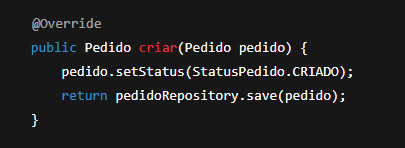 @Override
public Pedido criar(Pedido pedido) {
    pedido.setStatus(StatusPedido.CRIADO);
    return pedidoRepository.save(pedido);
}